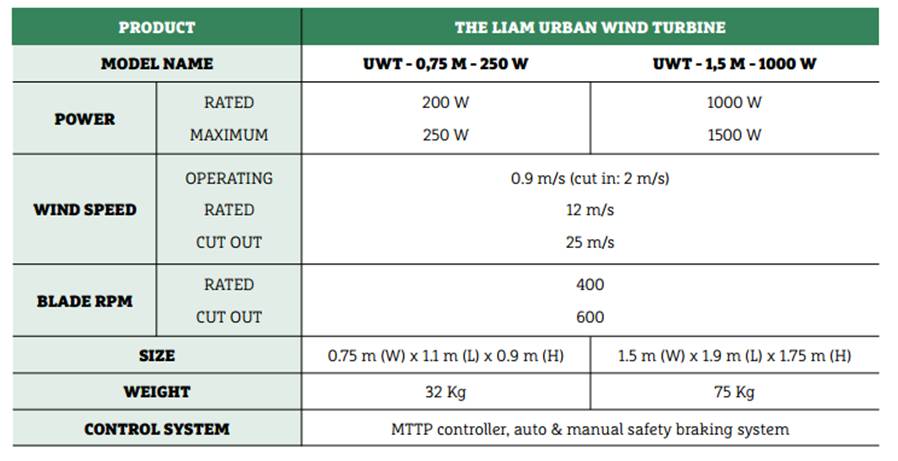 PRODUCT THE LIAM URBAN WIND TURBINE
MODEL NAME UWT - 0,75 M - 250 W UWT - 1,5 M - 1000 W
POWER RATED 200 W 1000 W
MAXIMUM 250 W 1500 W
WIND SPEED OPERATING 0.9 m/s (cut in: 2 m/s)
RATED 12 m/s
CUT OUT 25 m/s
BLADE RPM RATED 400
CUT OUT 600
SIZE 0.75 m (W) x 1.1 m (L) x 0.9 m (H) 1.5 m (W) x 1.9 m (L) x 1.75 m (H)
WEIGHT 32 Kg 75 Kg
CONTROL SYSTEM MTTP controller, auto & manual safety braking system